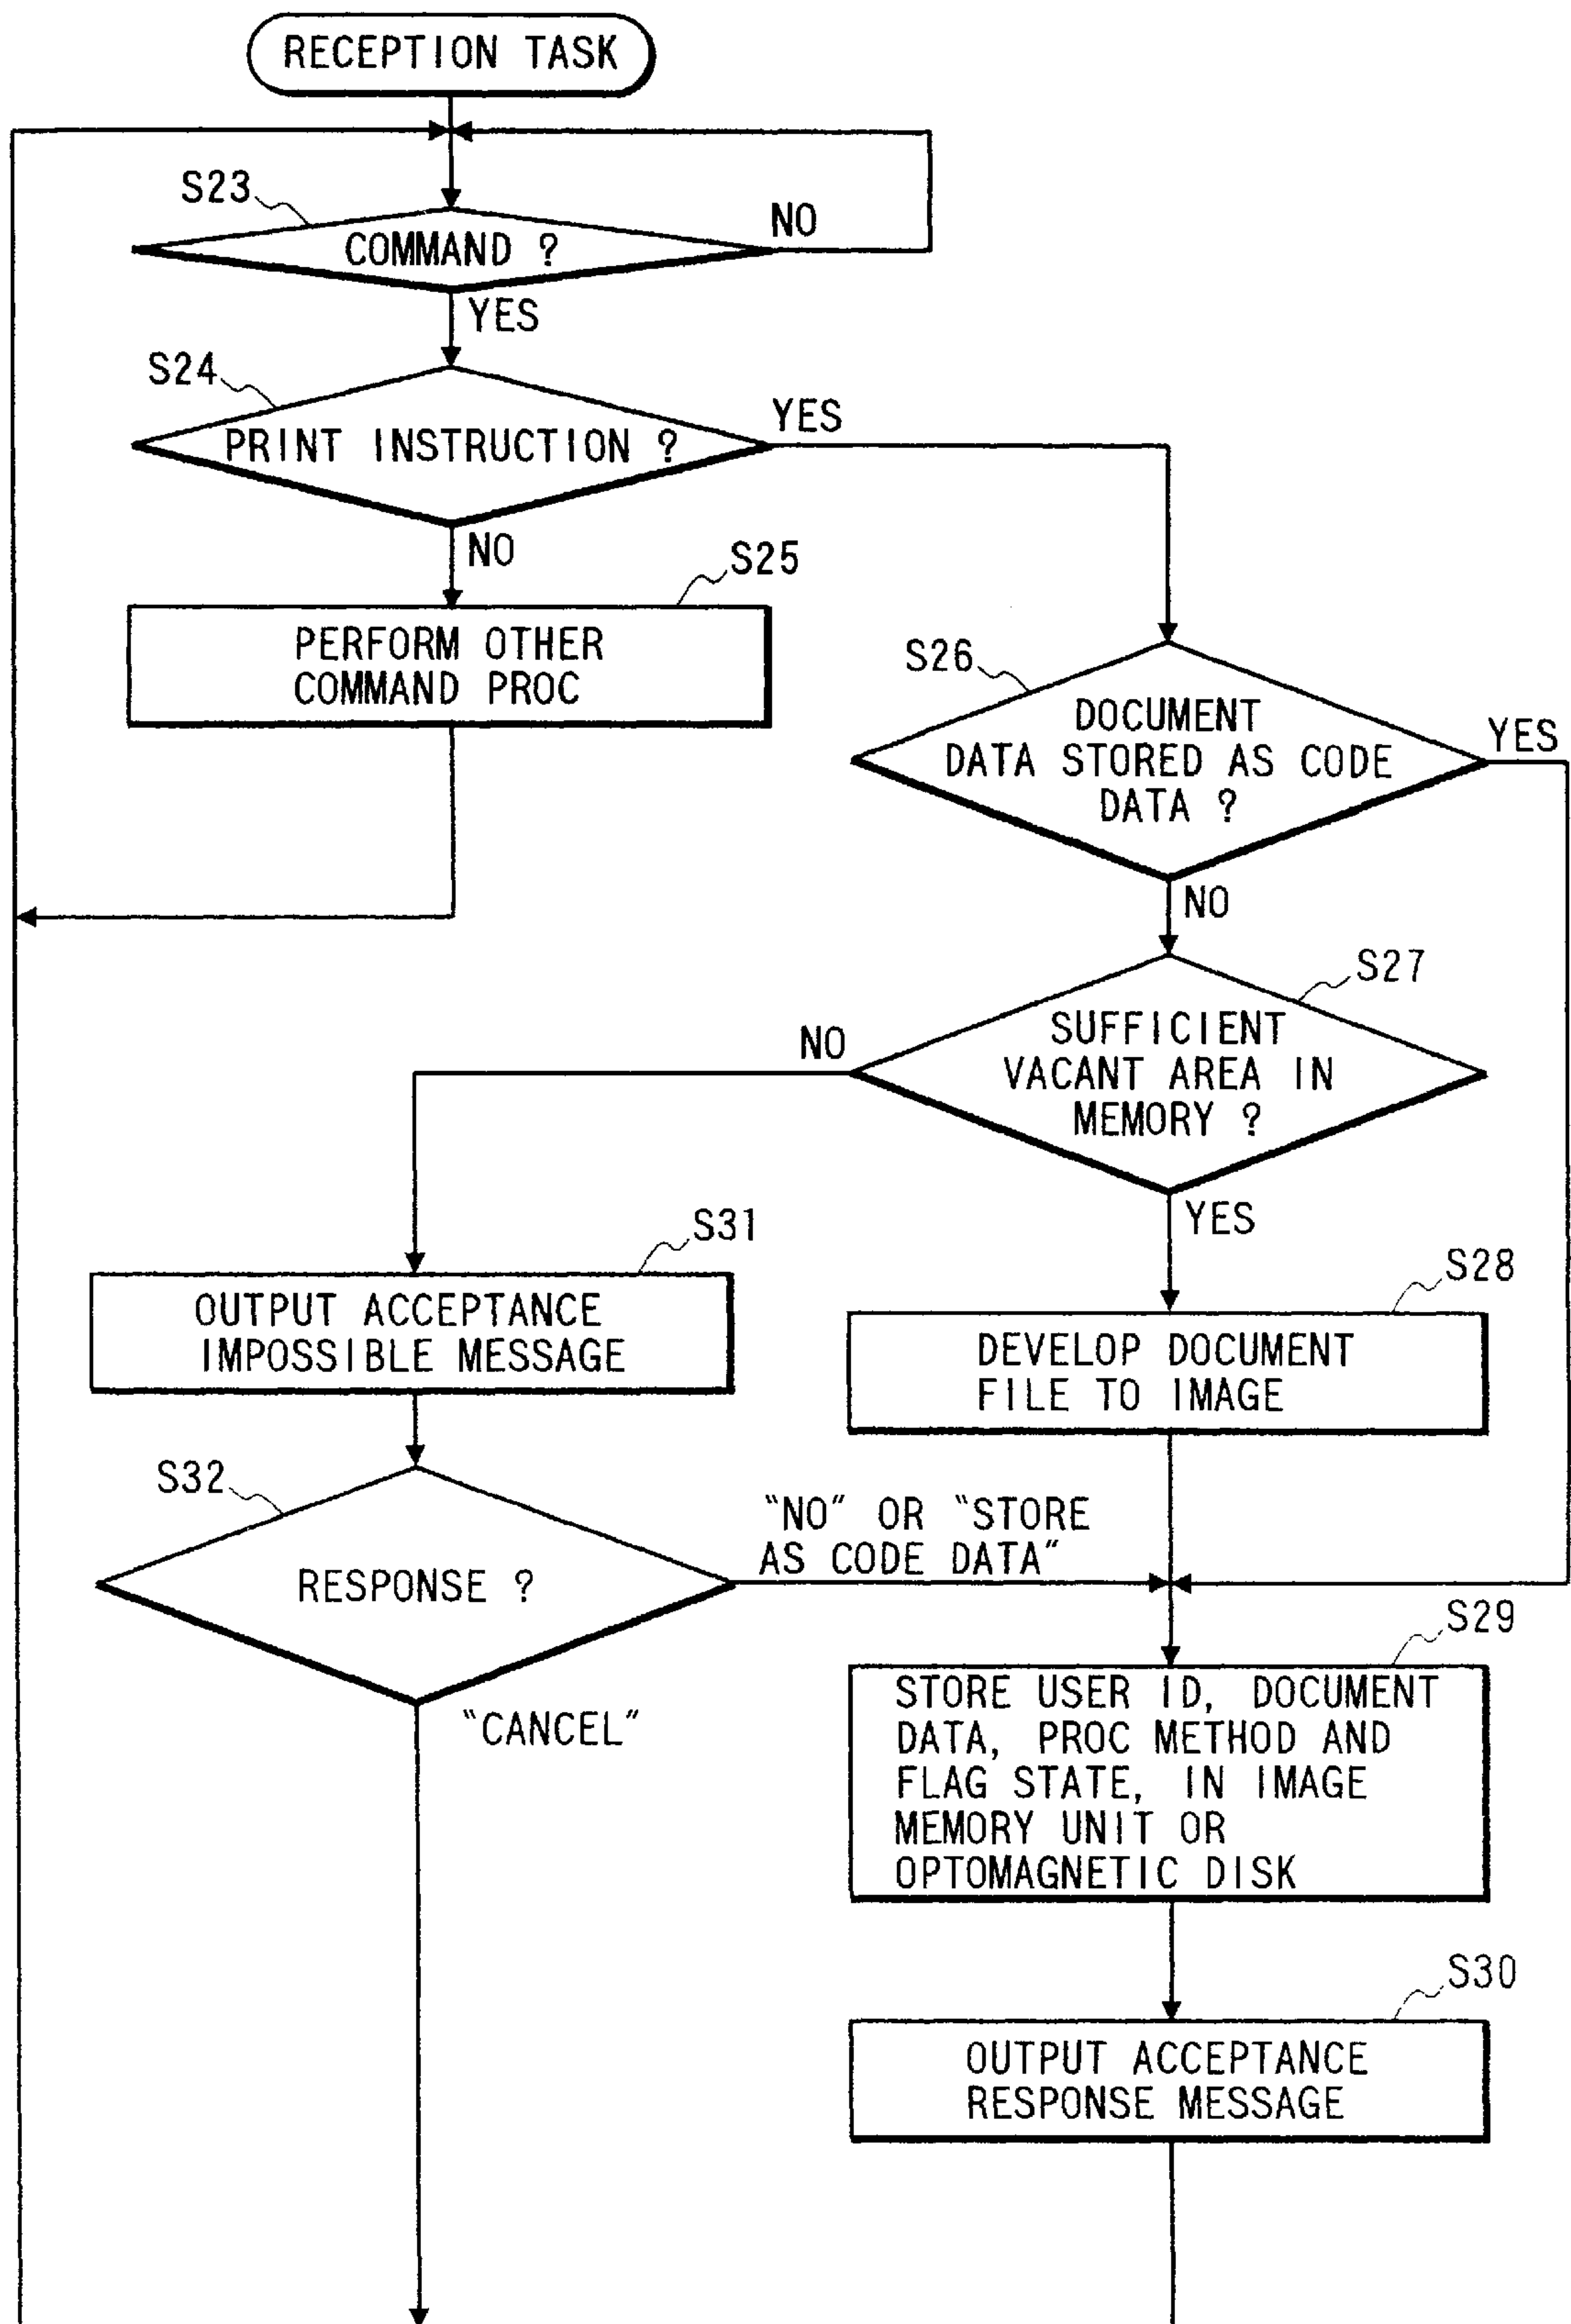 RECEPTION TASK
S23
COMMAND ?
NO
YES
S24
PRINT INSTRUCTION ?
YES
NO
S25
PERFORM OTHER
COMMAND PROC
S26
DOCUMENT
DATA STORED AS CODE
DATA ?
YES
NO
S27
SUFFICIENT
VACANT AREA IN
MEMORY ?
NO
YES
S31
OUTPUT ACCEPTANCE
IMPOSSIBLE MESSAGE
S28
DEVELOP DOCUMENT
FILE TO IMAGE
S32
RESPONSE ?
"NO" OR "STORE
AS CODE DATA"
"CANCEL"
S29
STORE USER ID, DOCUMENT
DATA, PROC METHOD AND
FLAG STATE, IN IMAGE
MEMORY UNIT OR
OPTOMAGNETIC DISK
S30
OUTPUT ACCEPTANCE
RESPONSE MESSAGE